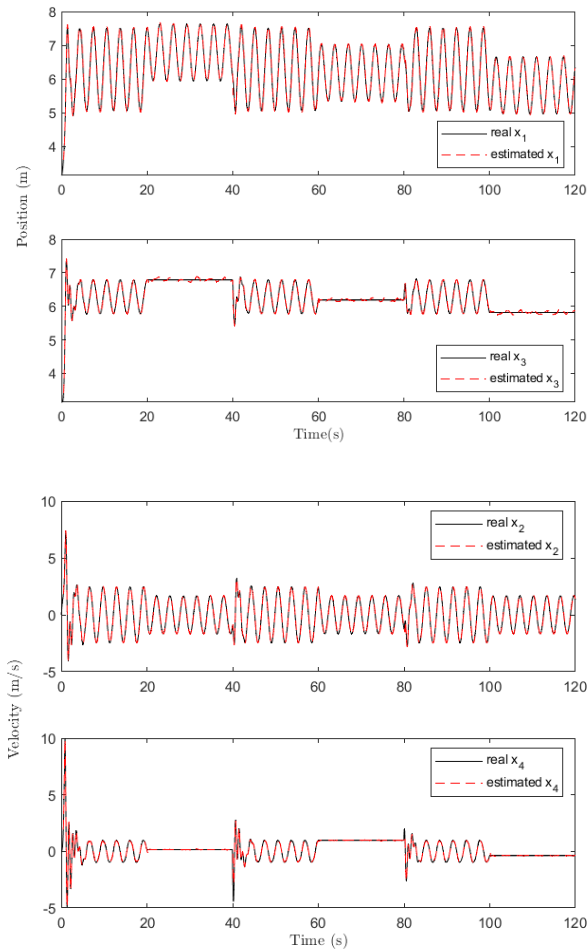 8
7
6
5
4
0 20 40 60 80 100 120
real x1
estimated x1
Position (m)
8
7
6
5
4
0 20 40 60 80 100 120
real x3
estimated x3
Time(s)
10
5
0
-5
0 20 40 60 80 100 120
real x2
estimated x2
Velocity (m/s)
10
5
0
-5
0 20 40 60 80 100 120
real x4
estimated x4
Time (s)